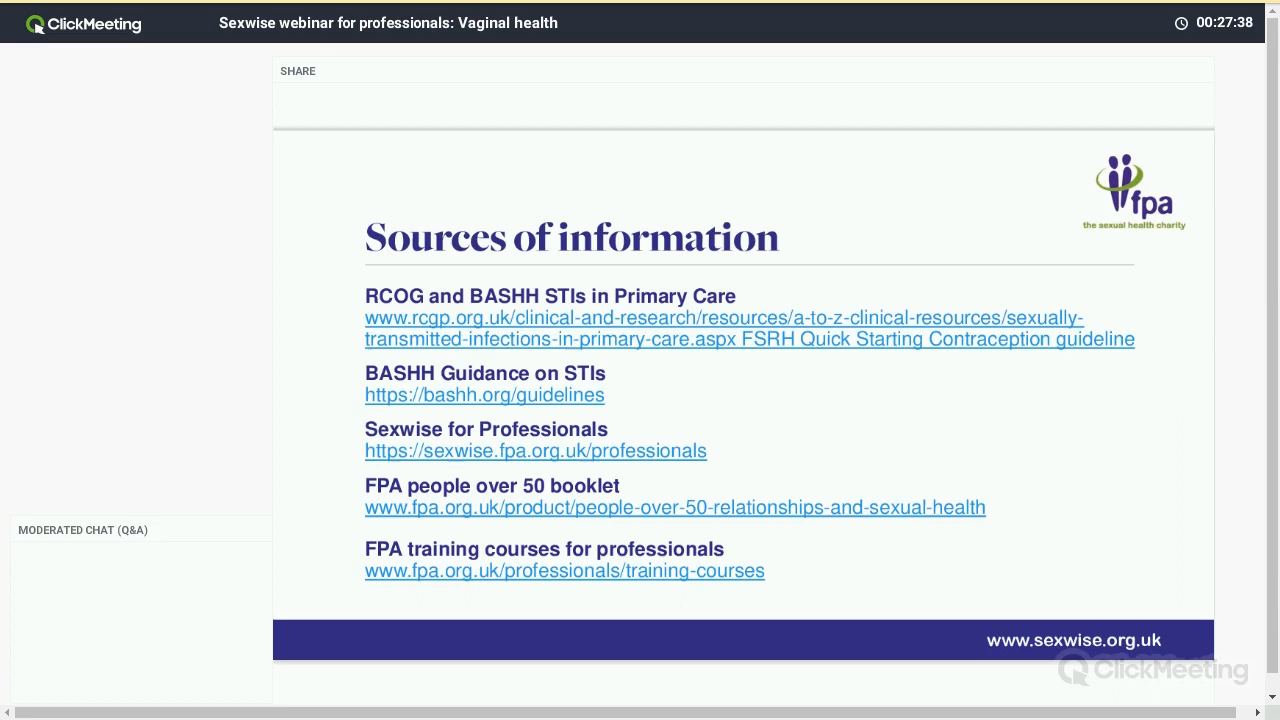 ClickMeeting
Sexwise webinar for professionals: Vaginal health
00:27:38
SHARE
fpa
the sexual health charity
Sources of information
RCOG and BASHH STIs in Primary Care
www.rcgp.org.uk/clinical-and-research/resources/a-to-z-clinical-resources/sexually-
transmitted-infections-in-primary-care.aspx FSRH Quick Starting Contraception guideline
BASHH Guidance on STIs
https://bashh.org/guidelines
Sexwise for Professionals
https://sexwise.fpa.org.uk/professionals
FPA people over 50 booklet
www.fpa.org.uk/product/people-over-50-relationships-and-sexual-health
FPA training courses for professionals
www.fpa.org.uk/professionals/training-courses
MODERATED CHAT (Q&A)
www.sexwise.org.uk
ClickMeeting